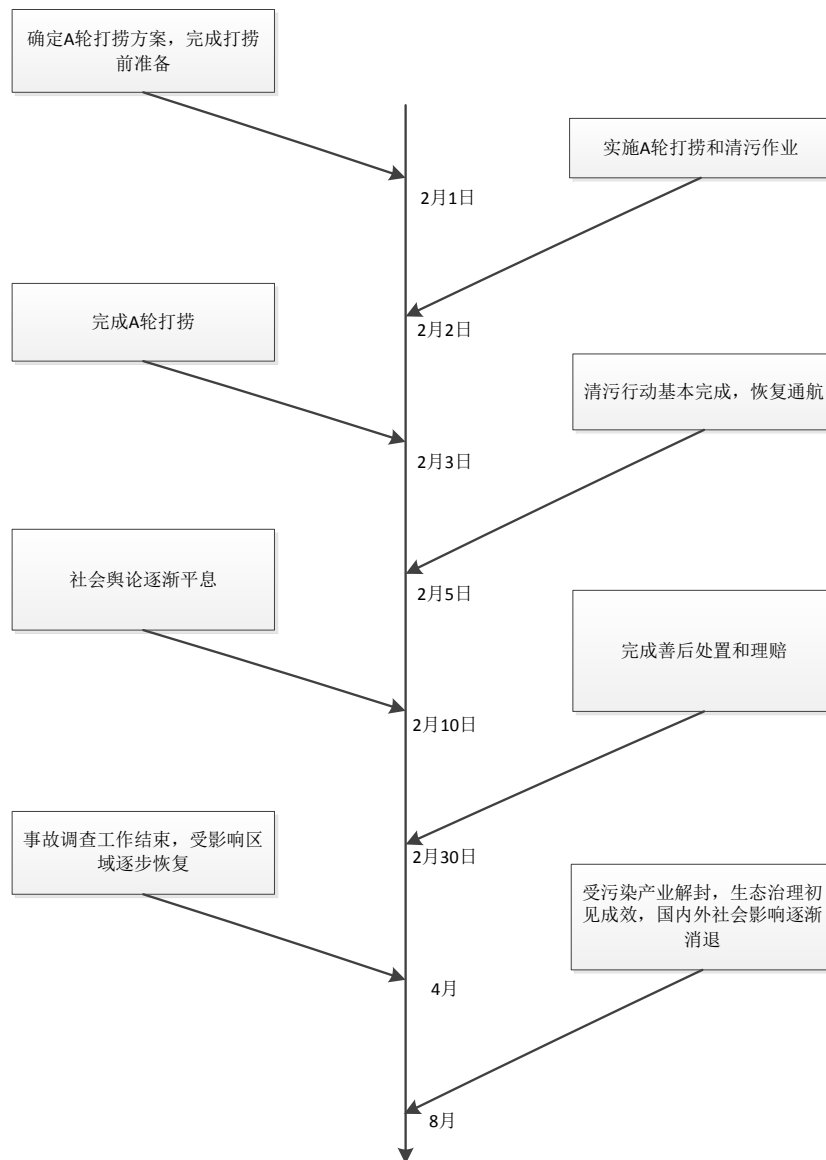 确定A轮打捞方案，完成打捞
前准备
实施A轮打捞和清污作业
2月1日
完成A轮打捞
2月2日
清污行动基本完成，恢复通航
2月3日
社会舆论逐渐平息
2月5日
完成善后处置和理赔
2月10日
事故调查工作结束，受影响区
域逐步恢复
2月30日
受污染产业解封，生态治理初
见成效，国内外社会影响逐渐
消退
4月
8月